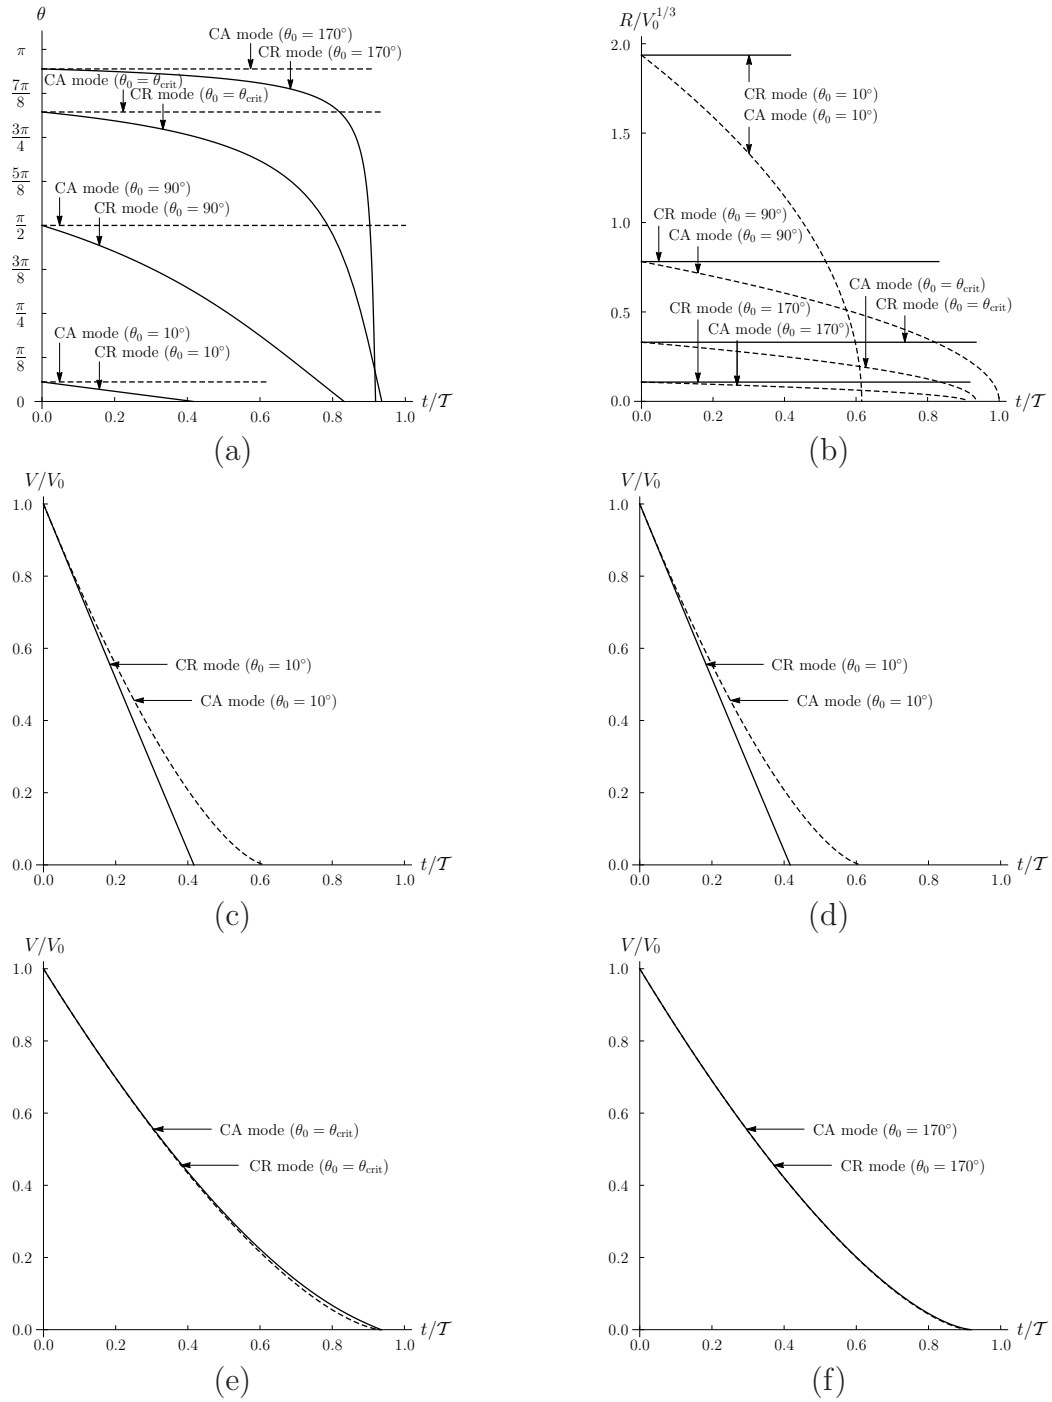 θ
π
7π/8
3π/4
5π/8
π/2
3π/8
π/4
π/8
0
CA mode (θ₀ = 170°)
CR mode (θ₀ = 170°)
CA mode (θ₀ = θcrit)
CR mode (θ₀ = θcrit)
CA mode (θ₀ = 90°)
CR mode (θ₀ = 90°)
CA mode (θ₀ = 10°)
CR mode (θ₀ = 10°)
0.0 0.2 0.4 0.6 0.8 1.0 t/𝒯
(a)
R/V₀^1/3
2.0
1.5
1.0
0.5
0.0
CR mode (θ₀ = 10°)
CA mode (θ₀ = 10°)
CR mode (θ₀ = 90°)
CA mode (θ₀ = 90°)
CA mode (θ₀ = θcrit)
CR mode (θ₀ = θcrit)
CR mode (θ₀ = 170°)
CA mode (θ₀ = 170°)
0.0 0.2 0.4 0.6 0.8 1.0 t/𝒯
(b)
V/V₀
1.0
0.8
0.6
0.4
0.2
0.0
CR mode (θ₀ = 10°)
CA mode (θ₀ = 10°)
0.0 0.2 0.4 0.6 0.8 1.0 t/𝒯
(c)
V/V₀
1.0
0.8
0.6
0.4
0.2
0.0
CR mode (θ₀ = 10°)
CA mode (θ₀ = 10°)
0.0 0.2 0.4 0.6 0.8 1.0 t/𝒯
(d)
V/V₀
1.0
0.8
0.6
0.4
0.2
0.0
CA mode (θ₀ = θcrit)
CR mode (θ₀ = θcrit)
0.0 0.2 0.4 0.6 0.8 1.0 t/𝒯
(e)
V/V₀
1.0
0.8
0.6
0.4
0.2
0.0
CA mode (θ₀ = 170°)
CR mode (θ₀ = 170°)
0.0 0.2 0.4 0.6 0.8 1.0 t/𝒯
(f)